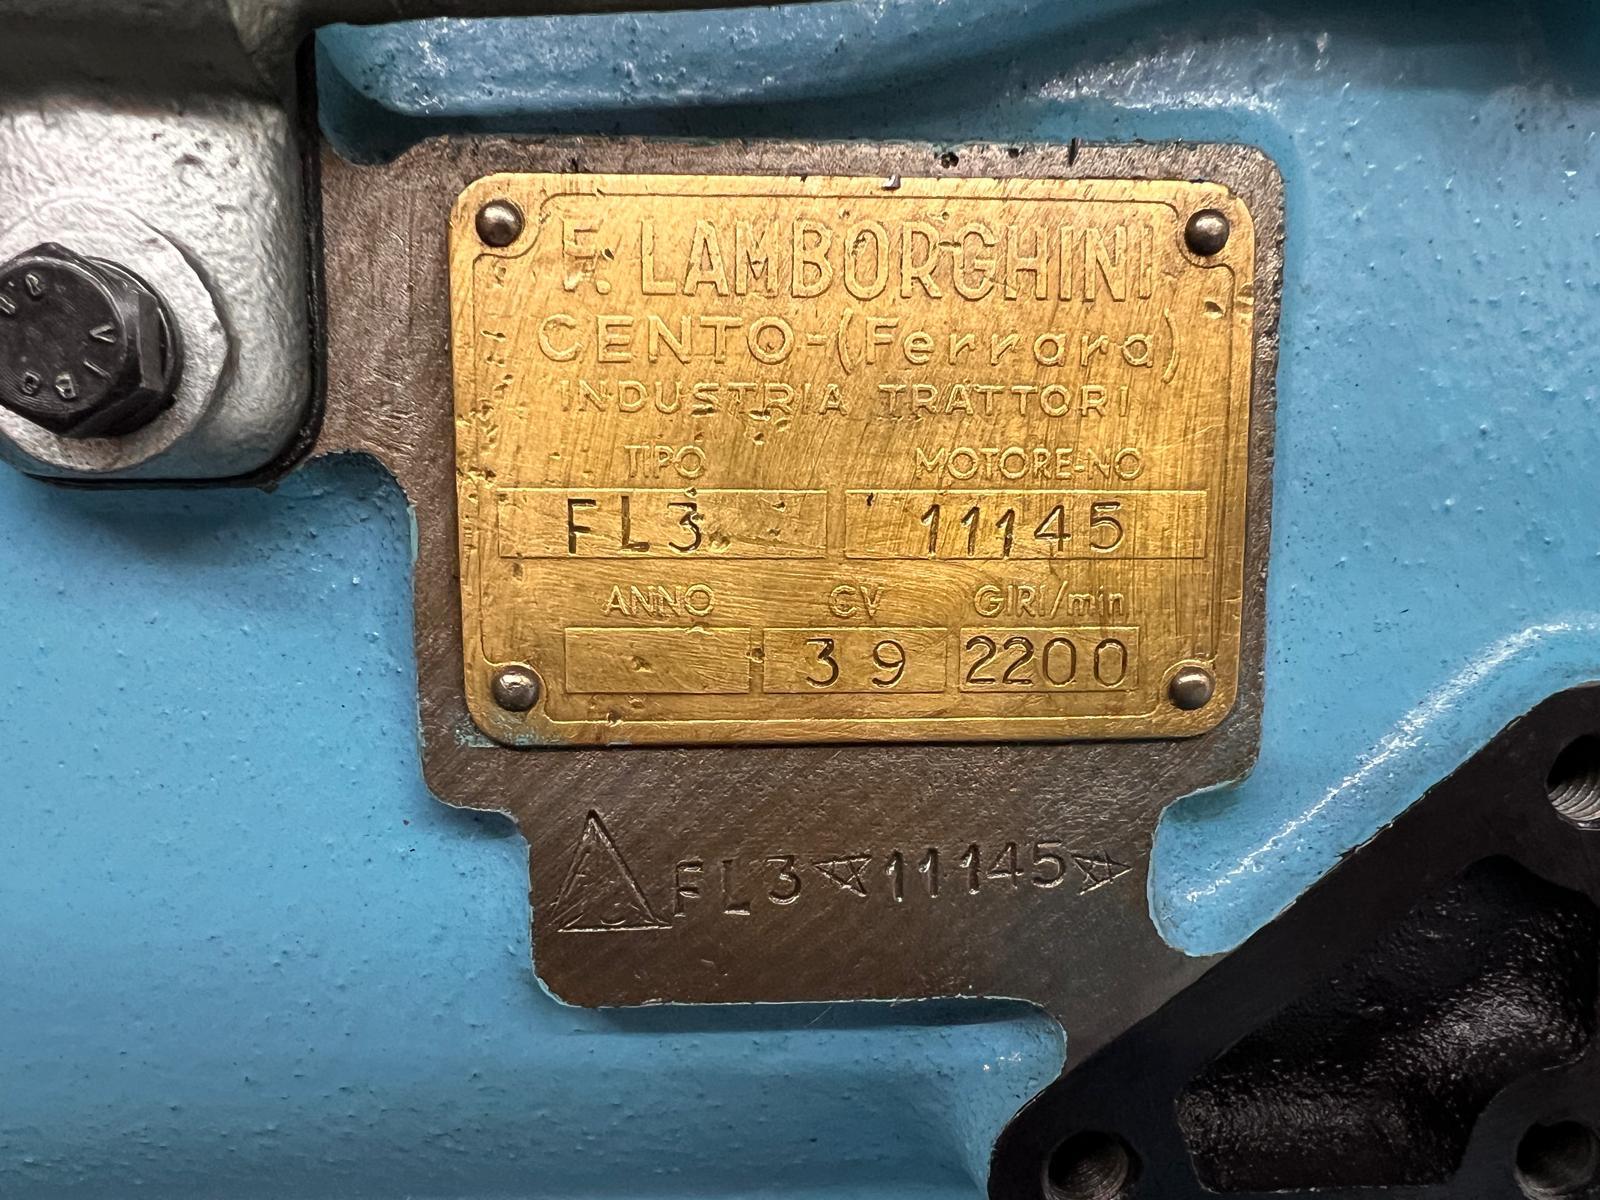 F. LAMBORGHINI
CENTO-(Ferrara)
INDUSTRIA TRATTORI
TIPO MOTORE-NO
FL3 11145
ANNO CV GIRI/min
39 2200
FL3☆11145☆